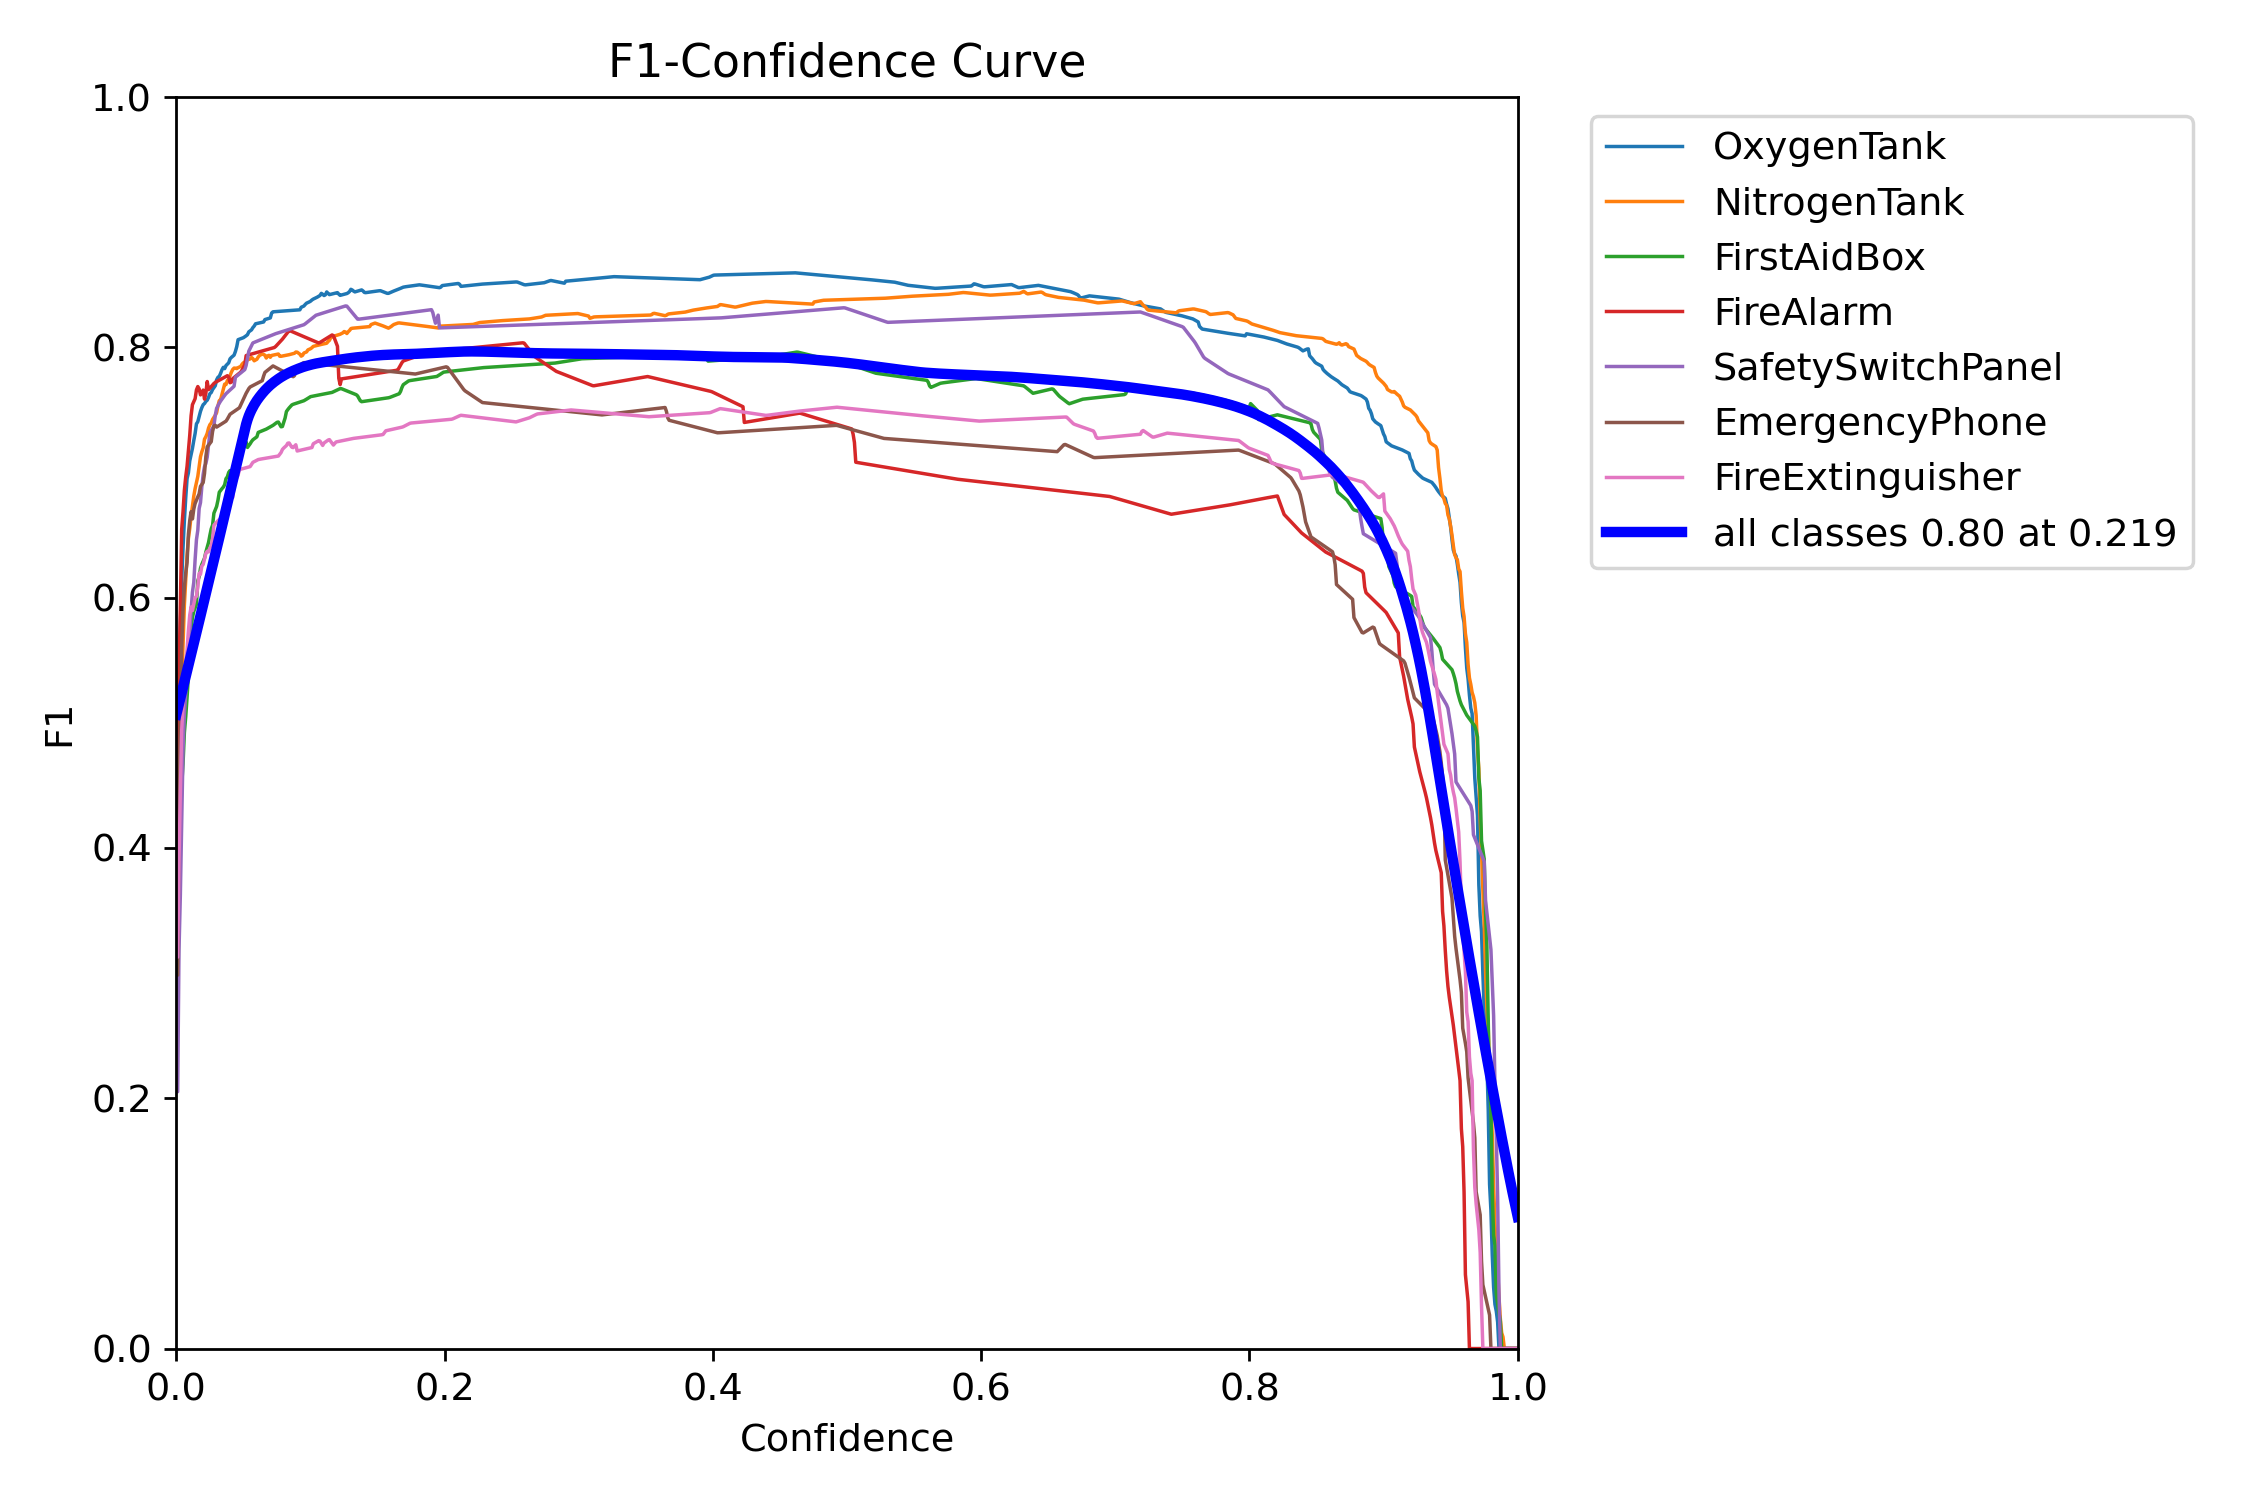 F1-Confidence Curve
1.0
0.8
0.6
0.4
0.2
0.0
F1
0.0 0.2 0.4 0.6 0.8 1.0
Confidence
OxygenTank
NitrogenTank
FirstAidBox
FireAlarm
SafetySwitchPanel
EmergencyPhone
FireExtinguisher
all classes 0.80 at 0.219